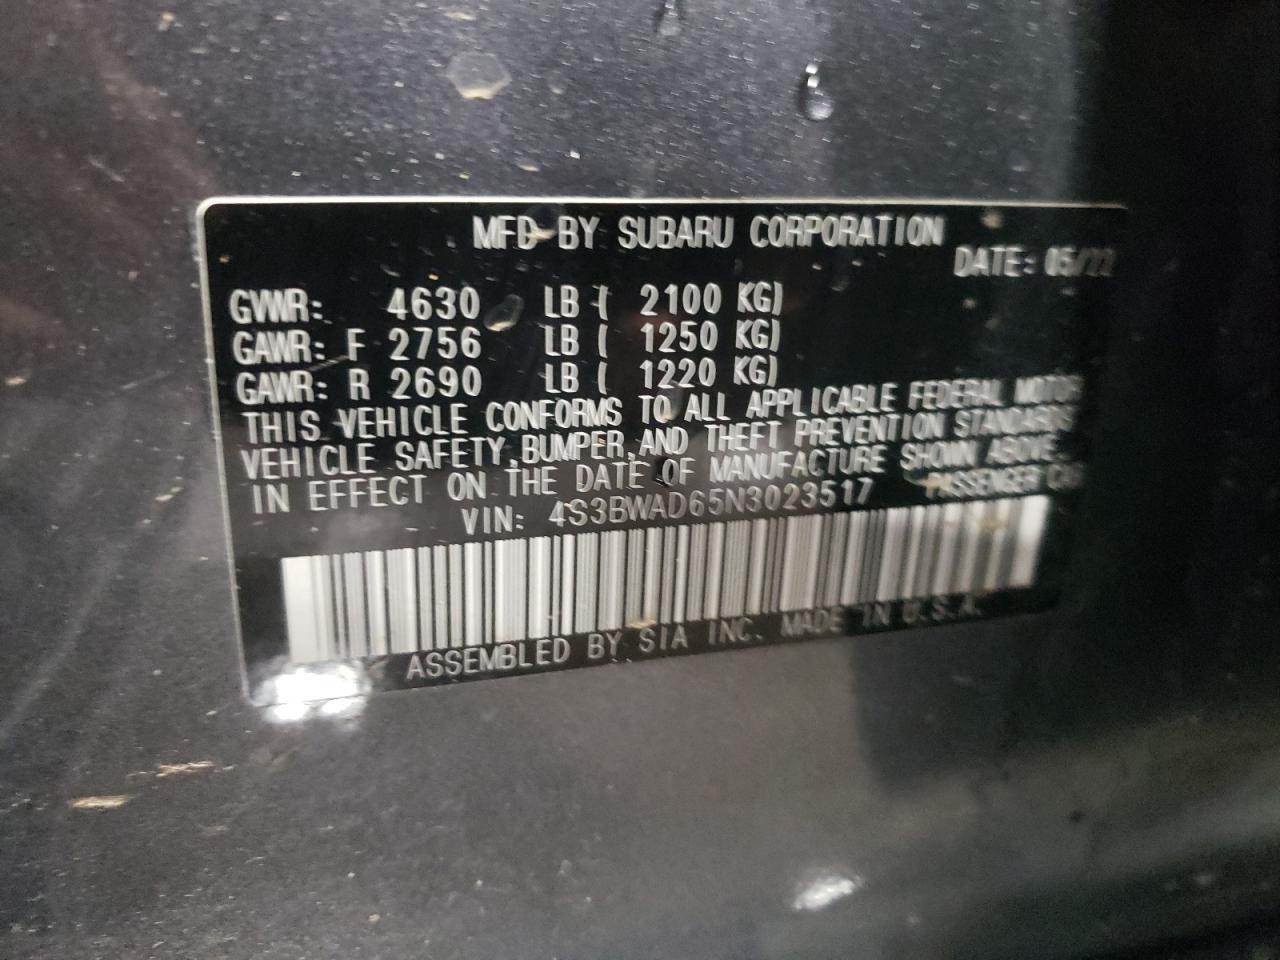 MFD BY SUBARU CORPORATION
DATE: 05/22
GVWR: 4630 LB ( 2100 KG)
GAWR: F 2756 LB ( 1250 KG)
GAWR: R 2690 LB ( 1220 KG)
THIS VEHICLE CONFORMS TO ALL APPLICABLE FEDERAL MOTOR
VEHICLE SAFETY, BUMPER, AND THEFT PREVENTION STANDARDS
IN EFFECT ON THE DATE OF MANUFACTURE SHOWN ABOVE.
VIN: 4S3BWAD65N3023517 PASSENGER CAR
ASSEMBLED BY SIA INC. MADE IN U.S.A.